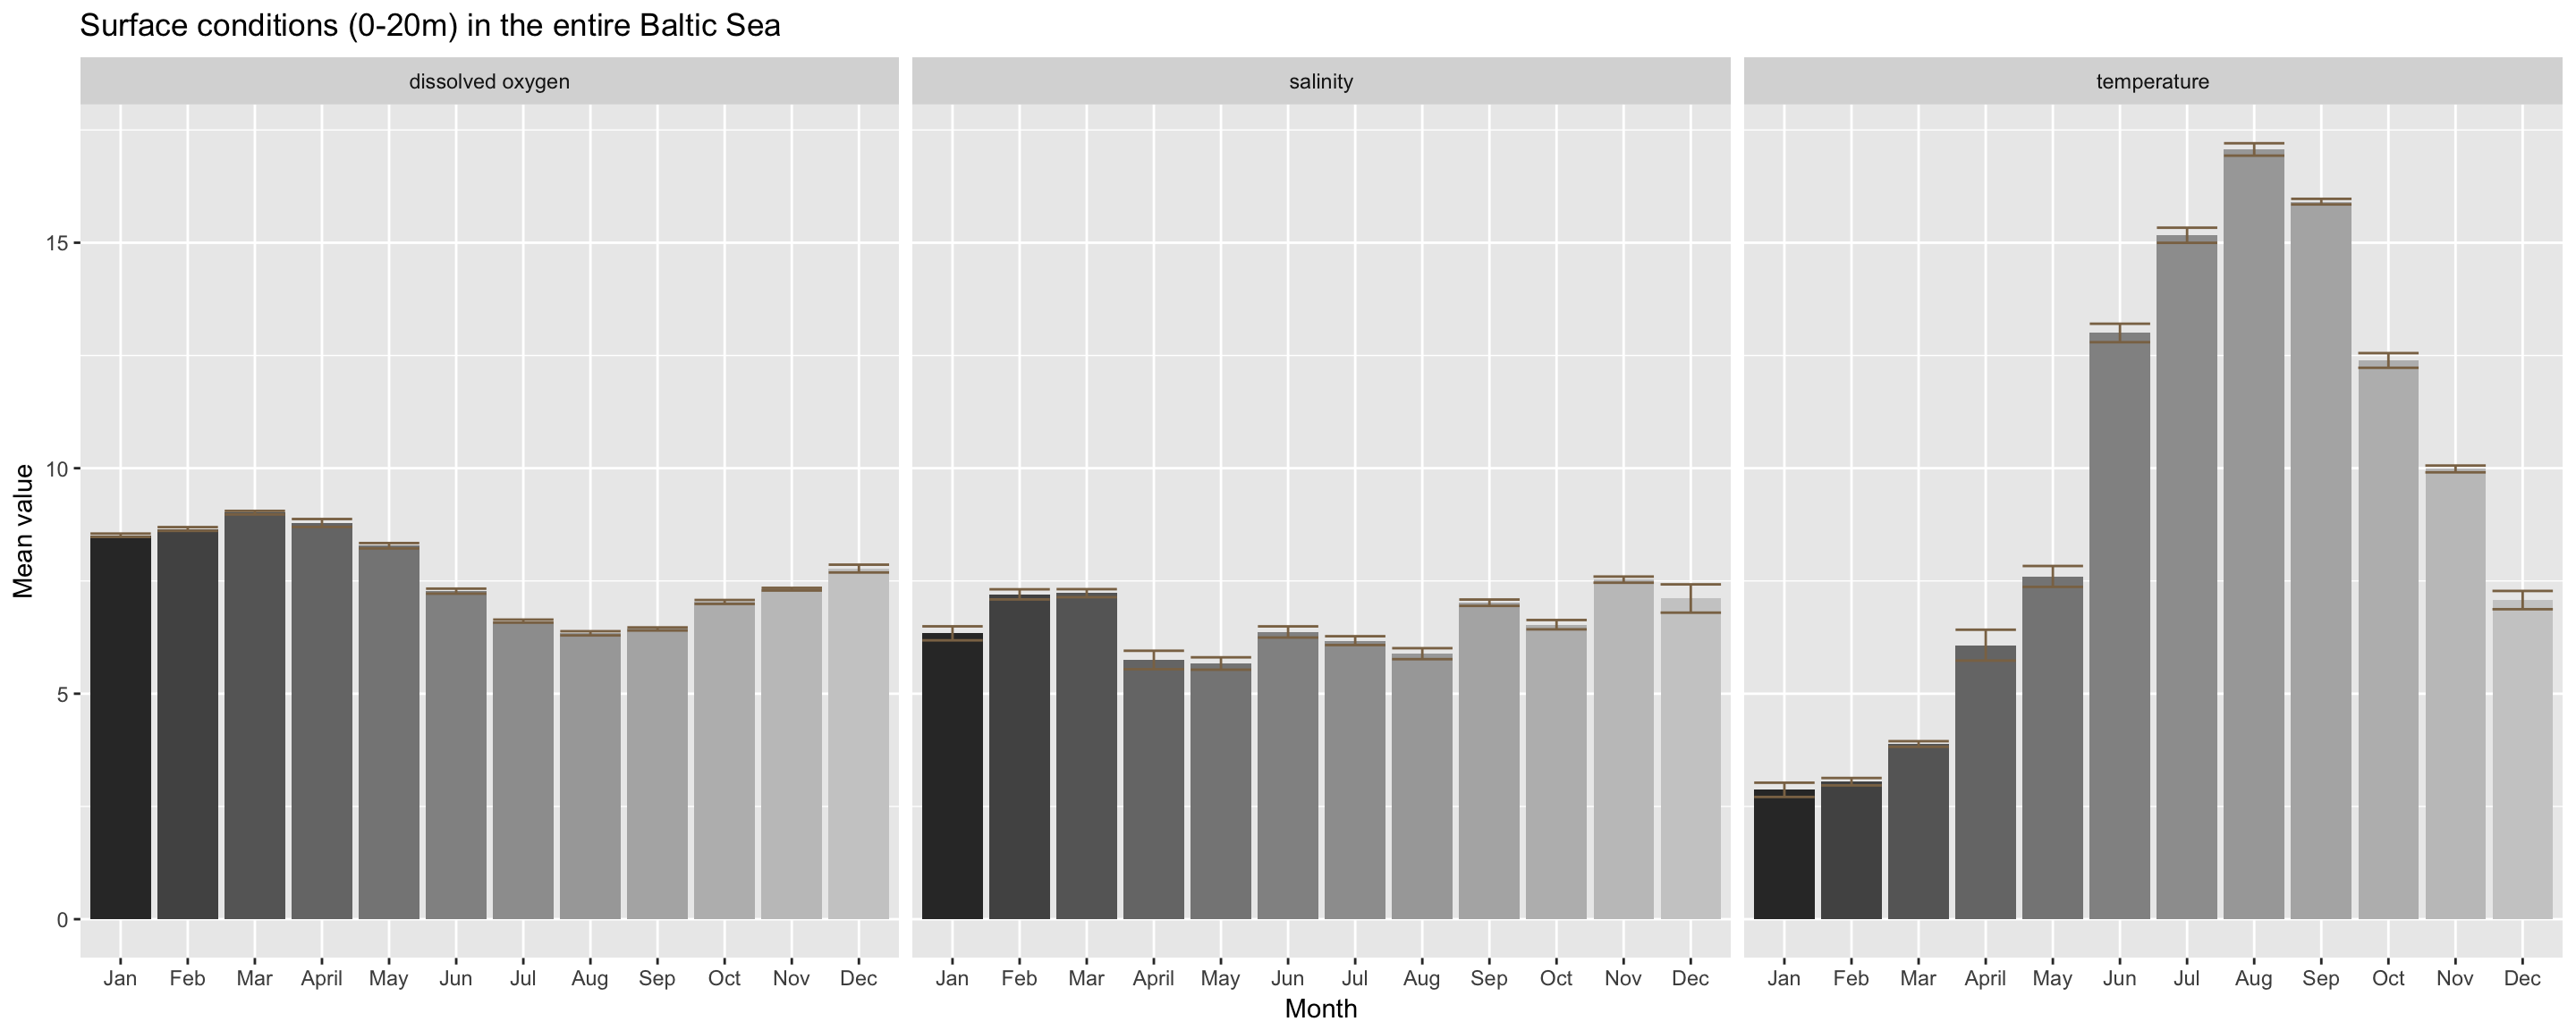 Surface conditions (0-20m) in the entire Baltic Sea
dissolved oxygen
salinity
temperature
Mean value
15
10
5
0
Jan Feb Mar April May Jun Jul Aug Sep Oct Nov Dec
Jan Feb Mar April May Jun Jul Aug Sep Oct Nov Dec
Jan Feb Mar April May Jun Jul Aug Sep Oct Nov Dec
Month